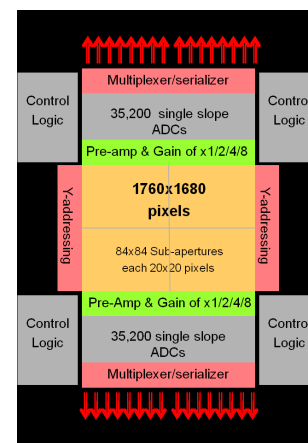 Multiplexer/serializer
Control
Logic
35,200 single slope
ADCs
Contro
Logic
Pre-amp & Gain of x1/2/4/8
Y-addressing
1760x1680
pixels
84x84 Sub-apertures
each 20x20 pixels
Y-addressing
Pre-Amp & Gain of x1/2/4/8
Control
Logic
35,200 single slope
ADCs
Control
Logic
Multiplexer/serializer